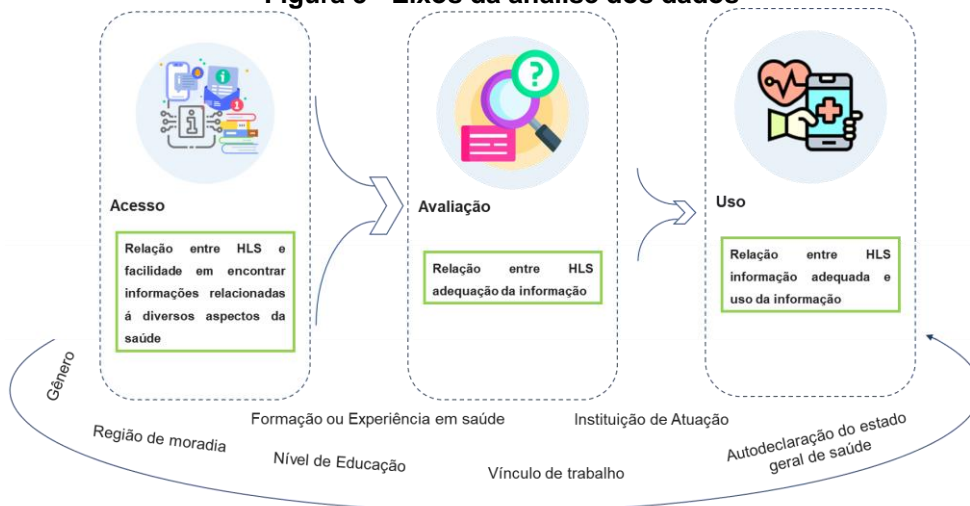 Acesso
Relação entre HLS e
facilidade em encontrar
informações relacionadas
á diversos aspectos da
saúde
Avaliação
Relação entre HLS
adequação da informação
Uso
Relação entre HLS
informação adequada e
uso da informação
Gênero
Região de moradia
Formação ou Experiência em saúde
Nível de Educação
Instituição de Atuação
Vínculo de trabalho
Autodeclaração do estado
geral de saúde